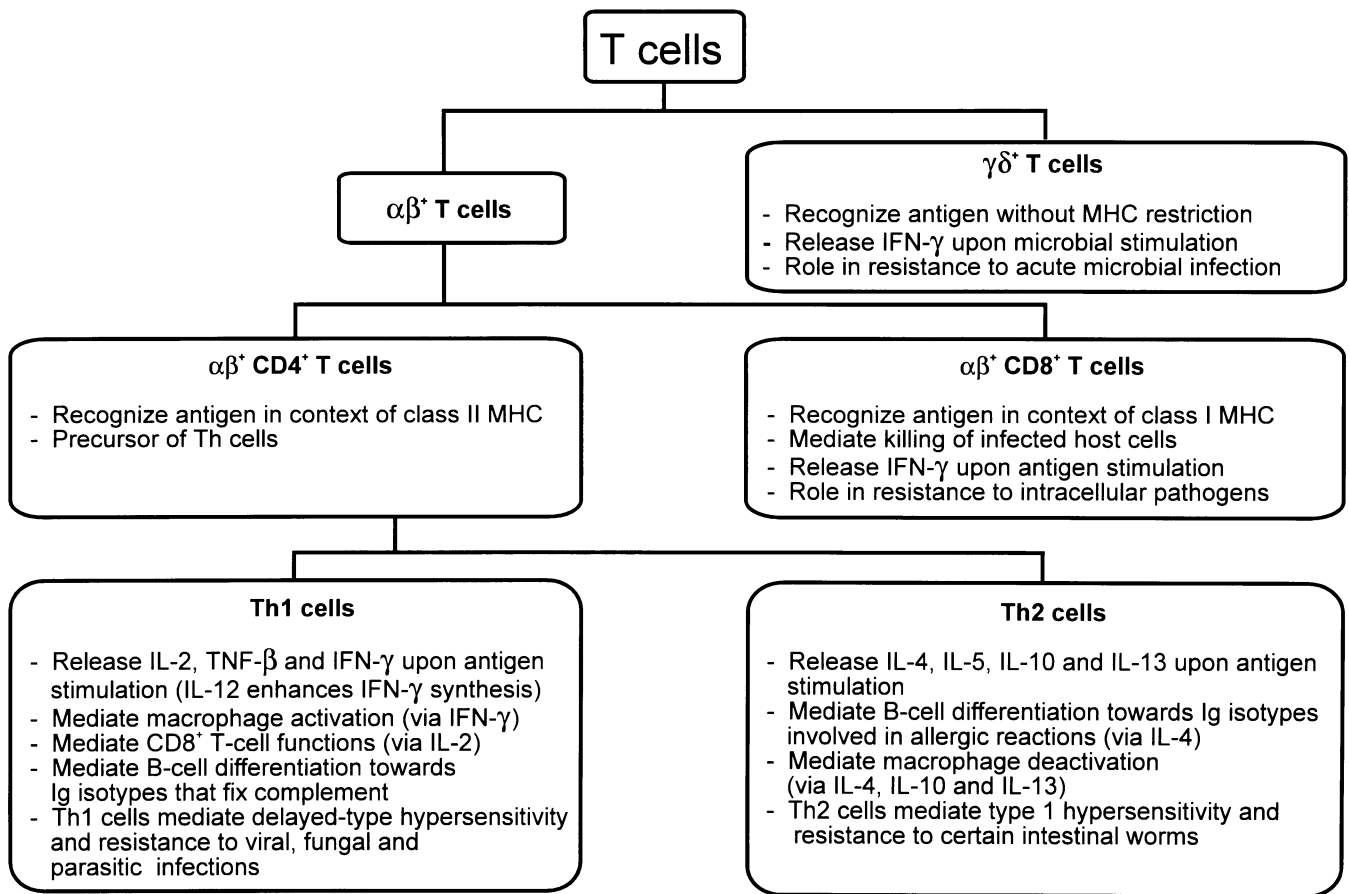 T cells
γδ⁺ T cells
- Recognize antigen without MHC restriction
- Release IFN-γ upon microbial stimulation
- Role in resistance to acute microbial infection
αβ⁺ T cells
αβ⁺ CD4⁺ T cells
- Recognize antigen in context of class II MHC
- Precursor of Th cells
αβ⁺ CD8⁺ T cells
- Recognize antigen in context of class I MHC
- Mediate killing of infected host cells
- Release IFN-γ upon antigen stimulation
- Role in resistance to intracellular pathogens
Th1 cells
- Release IL-2, TNF-β and IFN-γ upon antigen
stimulation (IL-12 enhances IFN-γ synthesis)
- Mediate macrophage activation (via IFN-γ)
- Mediate CD8⁺ T-cell functions (via IL-2)
- Mediate B-cell differentiation towards
Ig isotypes that fix complement
- Th1 cells mediate delayed-type hypersensitivity
and resistance to viral, fungal and
parasitic infections
Th2 cells
- Release IL-4, IL-5, IL-10 and IL-13 upon antigen
stimulation
- Mediate B-cell differentiation towards Ig isotypes
involved in allergic reactions (via IL-4)
- Mediate macrophage deactivation
(via IL-4, IL-10 and IL-13)
- Th2 cells mediate type 1 hypersensitivity and
resistance to certain intestinal worms